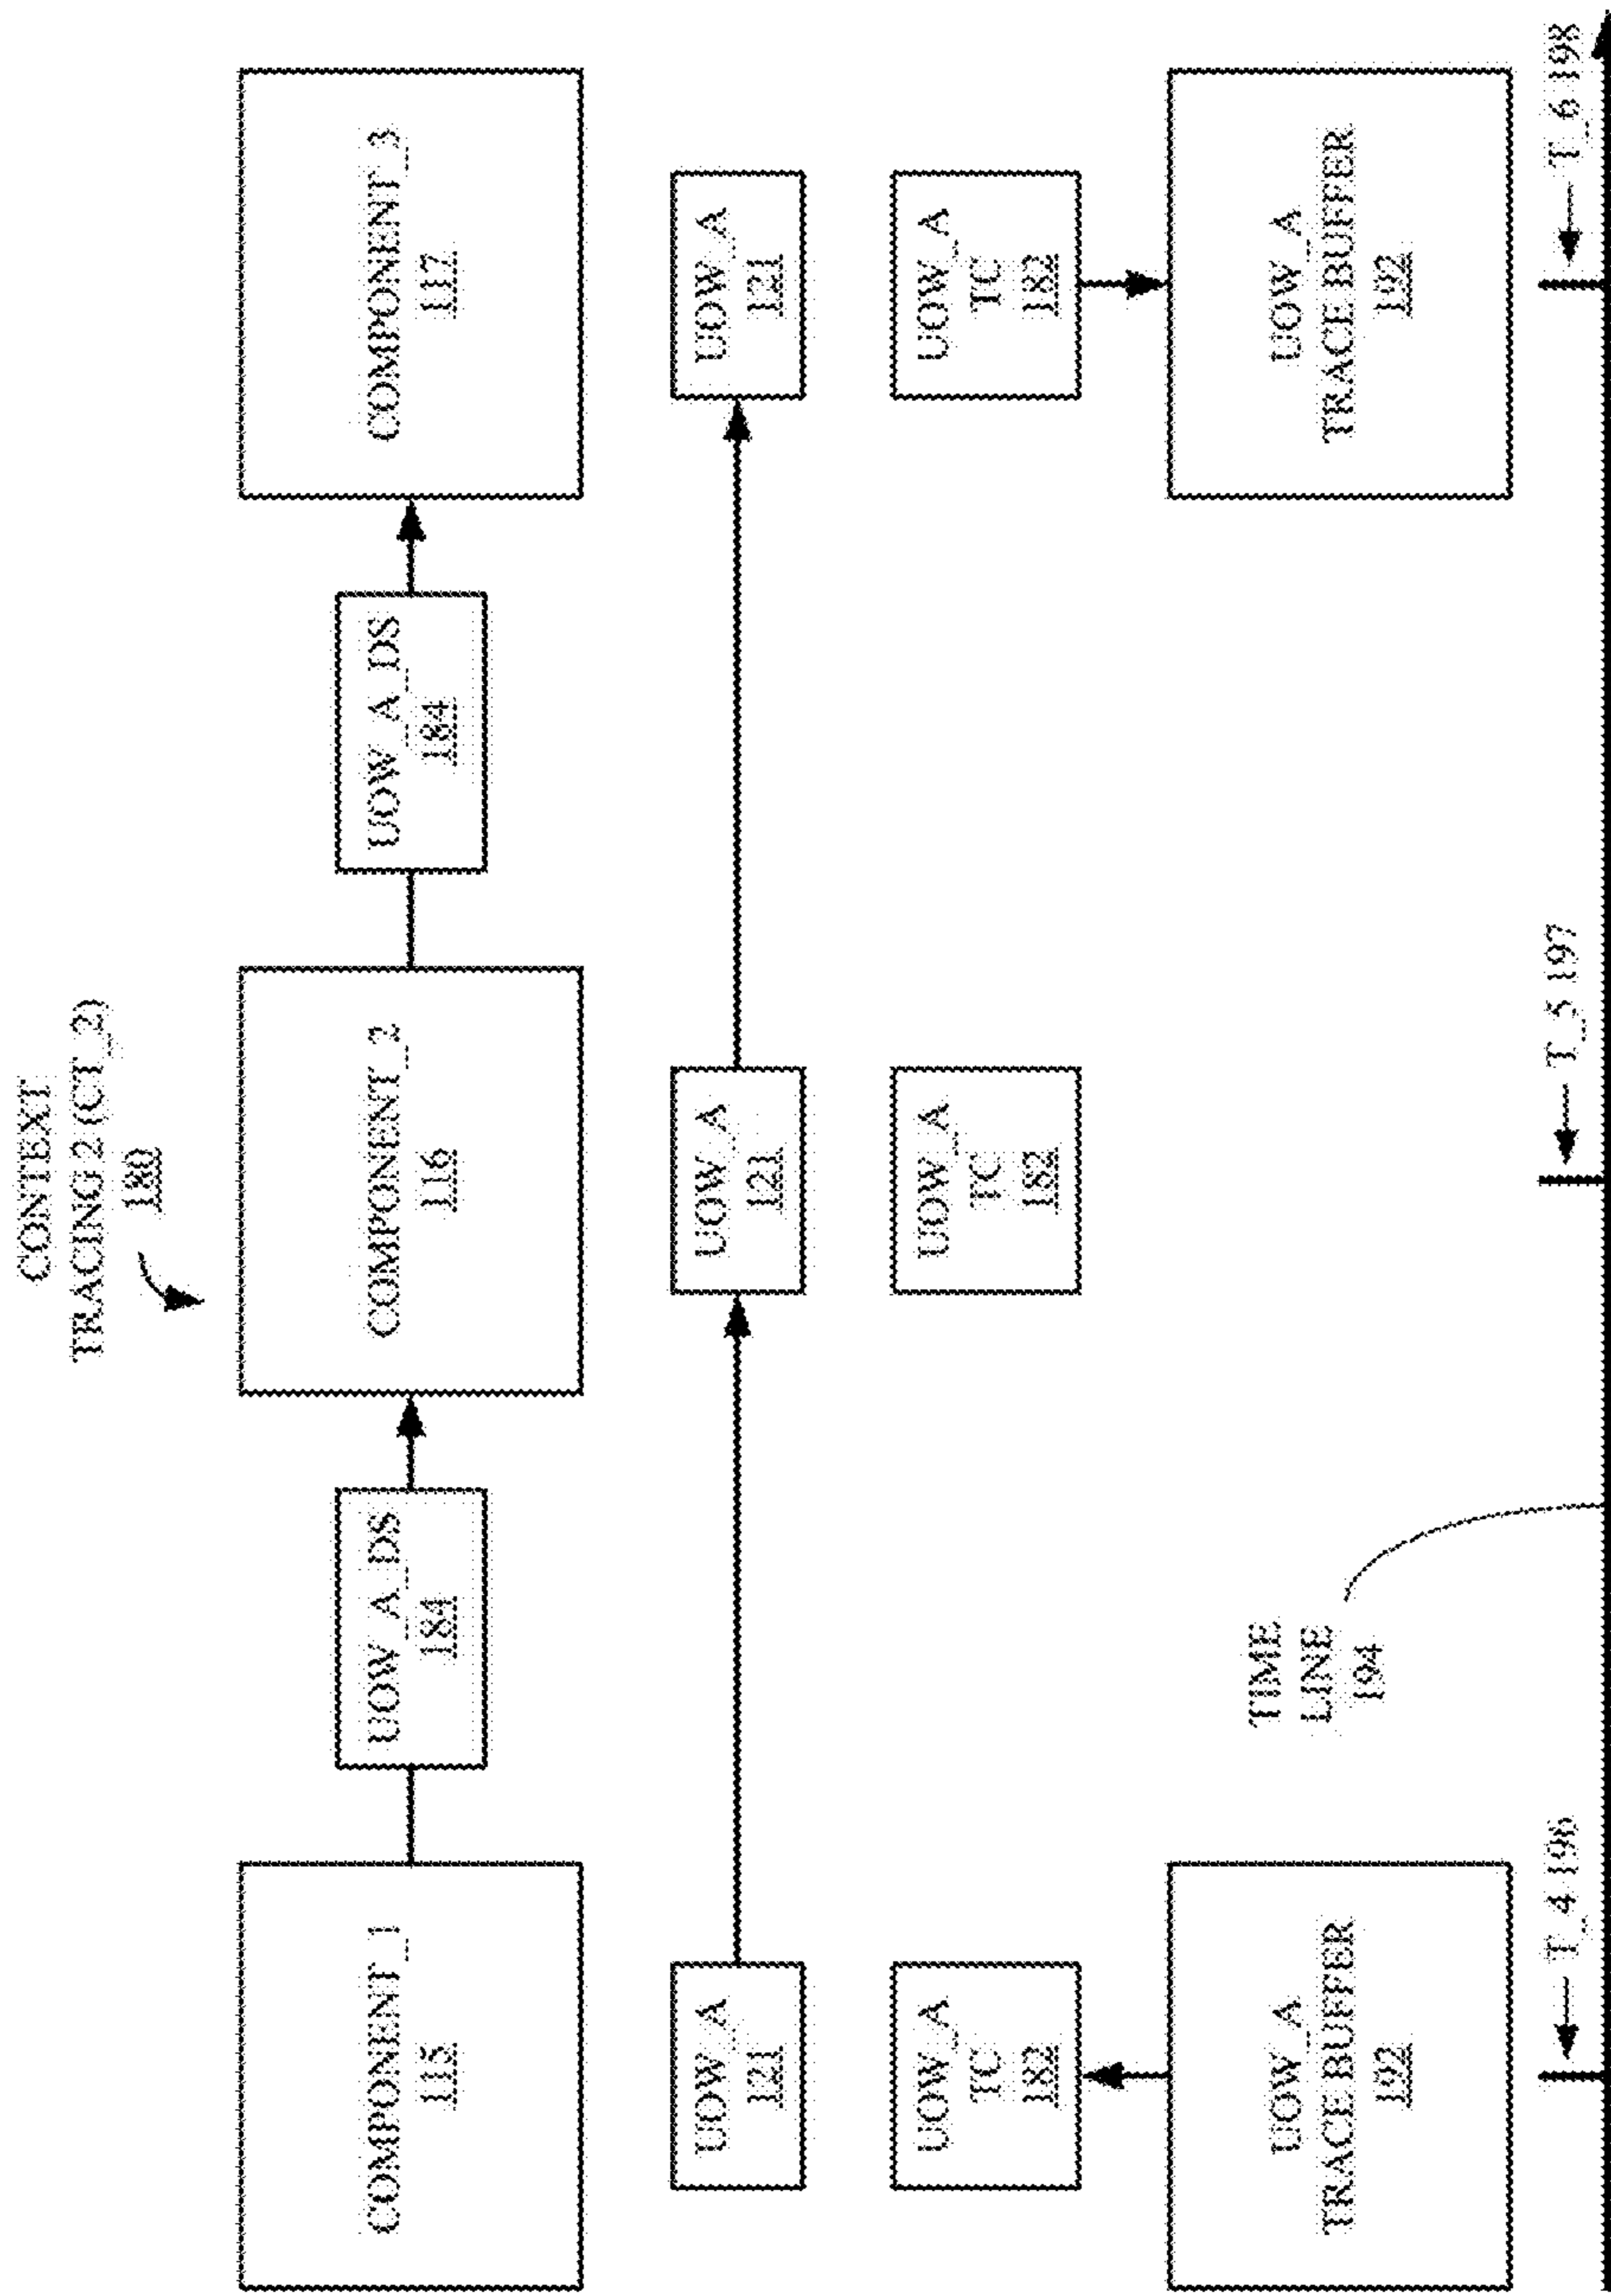 CONTEXT
TRACING 2 (CT_2)
180
COMPONENT_1
115
UOW_A_DS
184
COMPONENT_2
116
UOW_A_DS
184
COMPONENT_3
117
UOW_A
121
UOW_A
121
UOW_A
121
UOW_A
TC
182
UOW_A
TC
182
UOW_A
TC
182
UOW_A
TRACE BUFFER
192
TIME
LINE
194
UOW_A
TRACE BUFFER
192
T_4 196
T_5 197
T_6 198